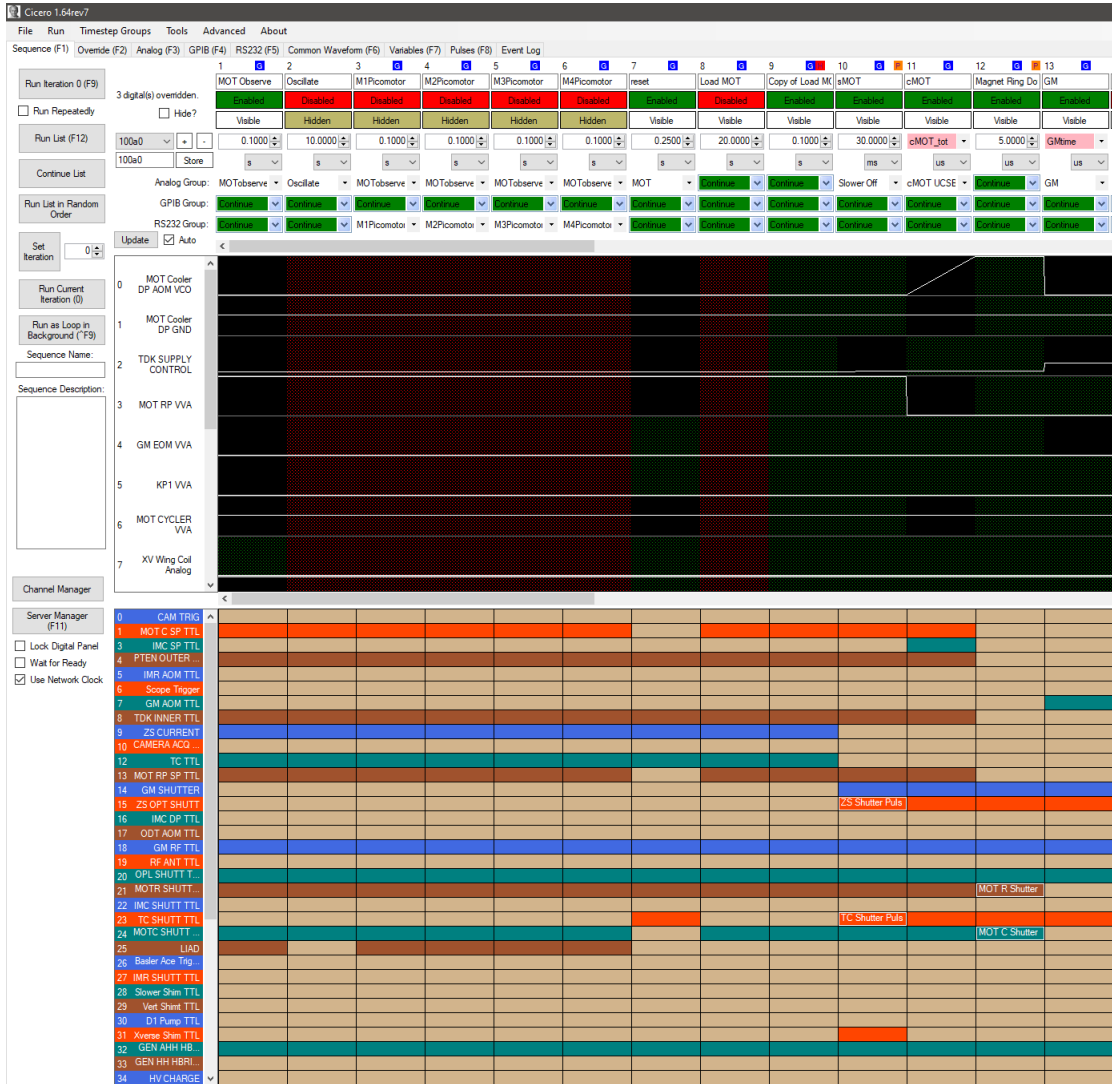 Cicero 1.64rev7
File Run Timestep Groups Tools Advanced About
Sequence (F1) Override (F2) Analog (F3) GPIB (F4) RS232 (F5) Common Waveform (F6) Variables (F7) Pulses (F8) Event Log
1 G 2 3 G 4 G 5 G 6 G 7 G 8 G 9 G 10 G P 11 G 12 G P 13 G
Run Iteration 0 (F9)
MOT Observe Oscillate M1Picomotor M2Picomotor M3Picomotor M4Picomotor reset Load MOT Copy of Load M( sMOT cMOT Magnet Ring Do GM
3 digital(s) overridden.
Enabled Disabled Disabled Disabled Disabled Disabled Enabled Disabled Enabled Enabled Enabled Enabled Enabled
Run Repeatedly
Hide?
Visible Hidden Hidden Hidden Hidden Hidden Visible Visible Visible Visible Visible Visible Visible
Run List (F12)
100a0 + - 0.1000 10.0000 0.1000 0.1000 0.1000 0.1000 0.2500 20.0000 0.1000 30.0000 cMOT_tot 5.0000 GMtime
100a0 Store s s s s s s s s s ms us us us
Continue List
Analog Group: MOTobserve Oscillate MOTobserve MOTobserve MOTobserve MOTobserve MOT Continue Continue Slower Off cMOT UCSE Continue GM
Run List in Random Order
GPIB Group: Continue Continue Continue Continue Continue Continue Continue Continue Continue Continue Continue Continue Continue
RS232 Group: Continue Continue M1Picomotor M2Picomotor M3Picomotor M4Picomotor Continue Continue Continue Continue Continue Continue Continue
Update Auto
Set Iteration 0
Run Current Iteration (0)
Run as Loop in Background (^F9)
Sequence Name:
Sequence Description:
0 MOT Cooler DP AOM VCO
1 MOT Cooler DP GND
2 TDK SUPPLY CONTROL
3 MOT RP VVA
4 GM EOM VVA
5 KP1 VVA
6 MOT CYCLER VVA
7 XV Wing Coil Analog
Channel Manager
Server Manager (F11)
Lock Digital Panel
Wait for Ready
Use Network Clock
0 CAM TRIG
1 MOT C SP TTL
3 IMC SP TTL
4 PTEN OUTER ...
5 IMR AOM TTL
6 Scope Trigger
7 GM AOM TTL
8 TDK INNER TTL
9 ZS CURRENT
10 CAMERA ACQ ...
12 TC TTL
13 MOT RP SP TTL
14 GM SHUTTER
15 ZS OPT SHUTT ZS Shutter Puls
16 IMC DP TTL
17 ODT AOM TTL
18 GM RF TTL
19 RF ANT TTL
20 OPL SHUTT T...
21 MOTR SHUTT... MOT R Shutter
22 IMC SHUTT TTL
23 TC SHUTT TTL TC Shutter Puls
24 MOTC SHUTT ... MOT C Shutter
25 LIAD
26 Basler Ace Trig...
27 IMR SHUTT TTL
28 Slower Shim TTL
29 Vert Shimt TTL
30 D1 Pump TTL
31 Xverse Shim TTL
32 GEN AHH HB...
33 GEN HH HBRI...
34 HV CHARGE